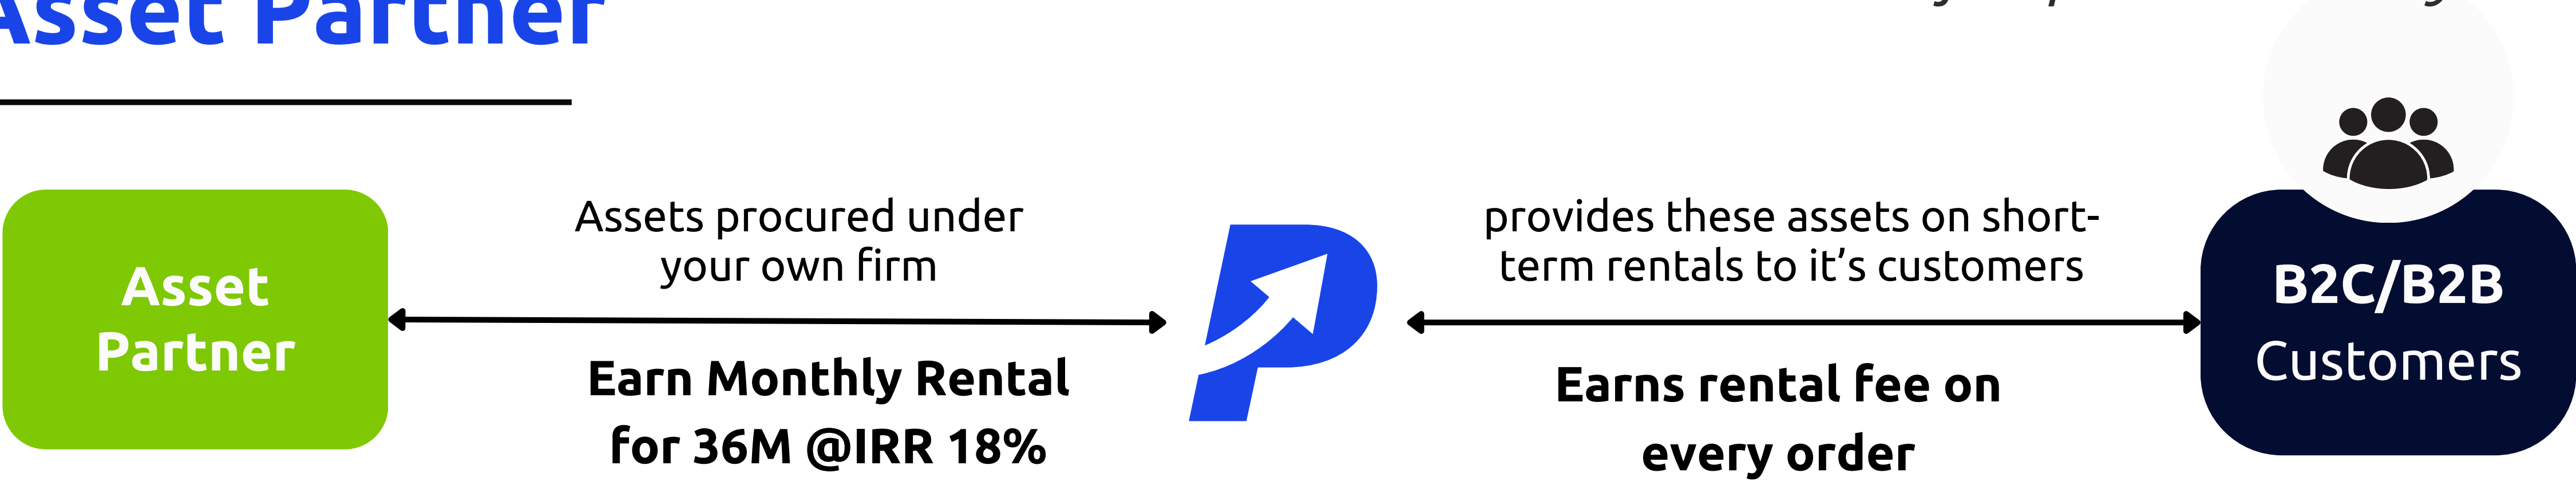 Asset Partner
Asset
Partner
Assets procured under
your own firm
Earn Monthly Rental
for 36M @IRR 18%
provides these assets on short-
term rentals to it's customers
Earns rental fee on
every order
B2C/B2B
Customers